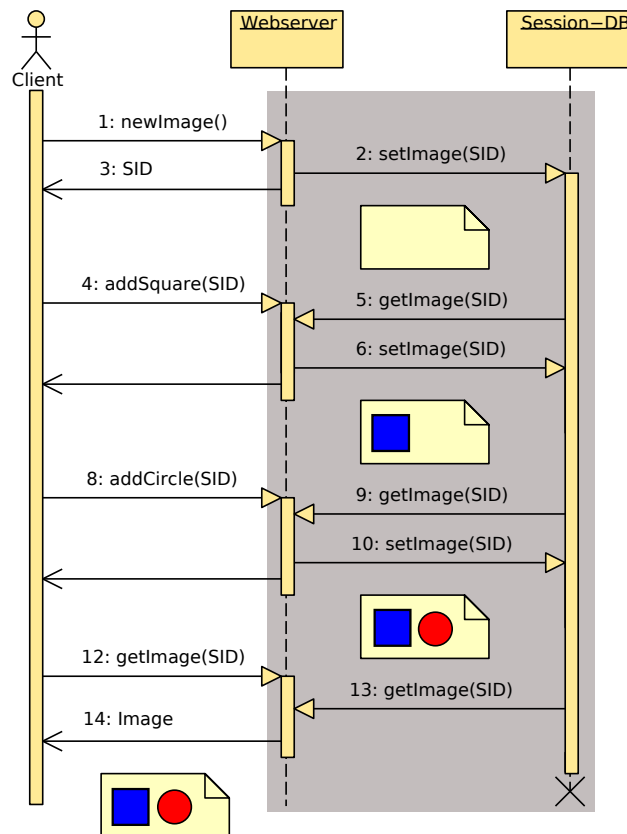 Webserver
Session−DB
Client
1: newImage()
2: setImage(SID)
3: SID
4: addSquare(SID)
5: getImage(SID)
6: setImage(SID)
8: addCircle(SID)
9: getImage(SID)
10: setImage(SID)
12: getImage(SID)
13: getImage(SID)
14: Image